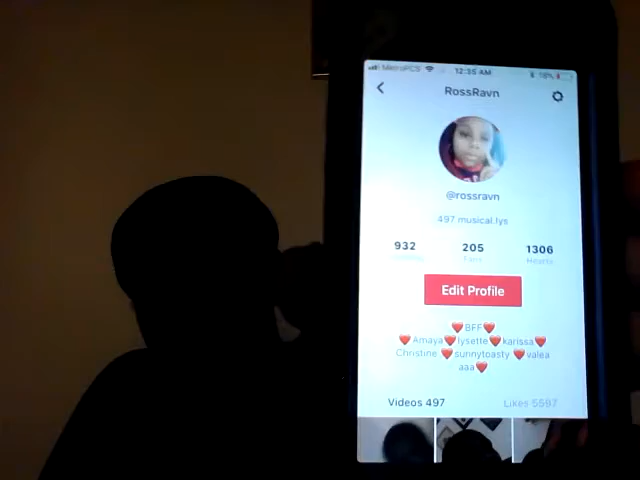 MetroPCS 12:35 AM 18%
RossRavn
@rossravn
497 musical.lys
932 205 1306
Fans Hearts
Edit Profile
❤️BFF❤️
❤️Amaya❤️lysette❤️karissa❤️
Christine ❤️sunnytoasty ❤️valea
aaa❤️
Videos 497 Likes 5597